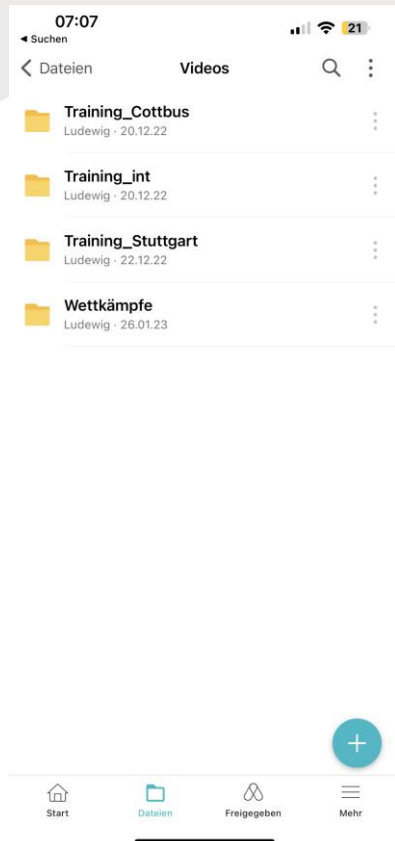 07:07
21
◀ Suchen
Dateien
Videos
Training_Cottbus
Ludewig · 20.12.22
Training_int
Ludewig · 20.12.22
Training_Stuttgart
Ludewig · 22.12.22
Wettkämpfe
Ludewig · 26.01.23
Start
Dateien
Freigegeben
Mehr